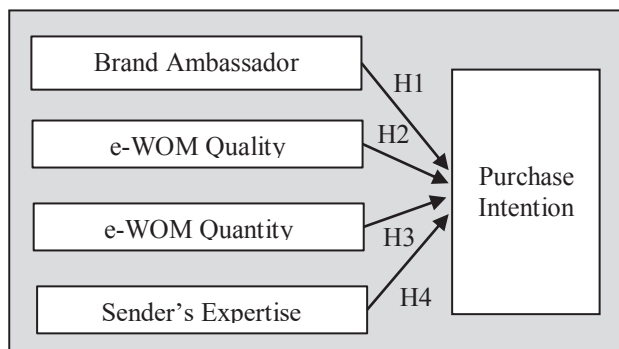 Brand Ambassador
H1
e-WOM Quality
H2
e-WOM Quantity
H3
Sender's Expertise
H4
Purchase
Intention